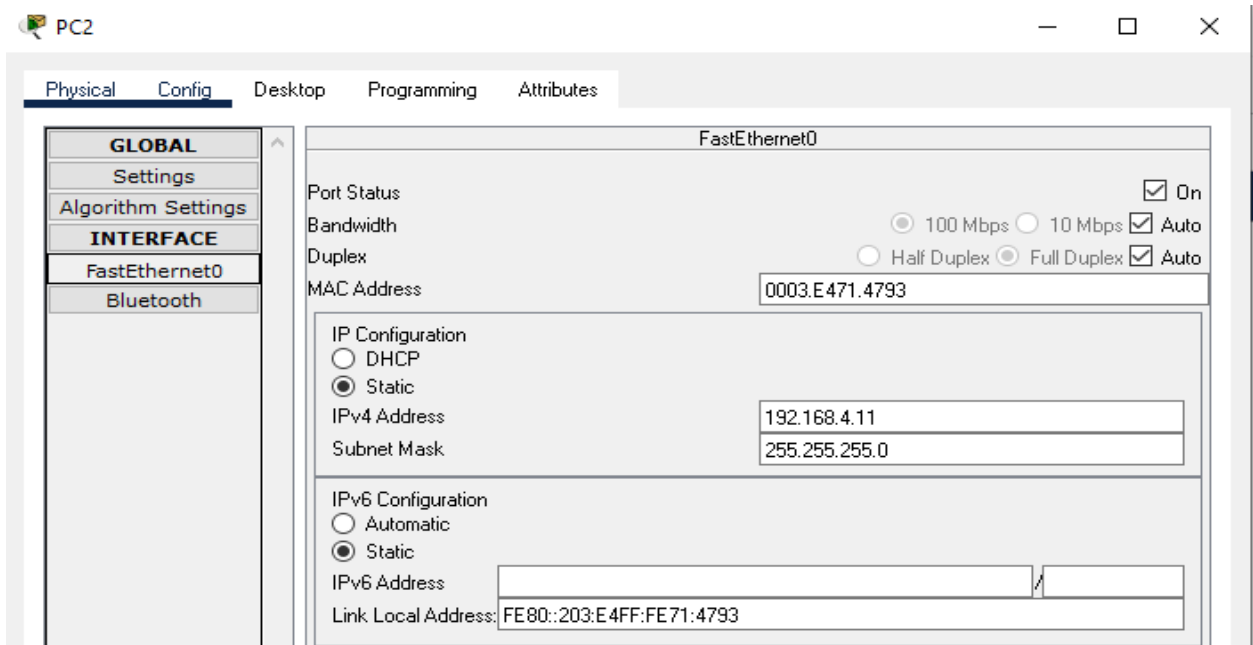 PC2
Physical Config Desktop Programming Attributes
GLOBAL
Settings
Algorithm Settings
INTERFACE
FastEthernet0
Bluetooth
FastEthernet0
Port Status On
Bandwidth 100 Mbps 10 Mbps Auto
Duplex Half Duplex Full Duplex Auto
MAC Address 0003.E471.4793
IP Configuration
DHCP
Static
IPv4 Address 192.168.4.11
Subnet Mask 255.255.255.0
IPv6 Configuration
Automatic
Static
IPv6 Address /
Link Local Address: FE80::203:E4FF:FE71:4793